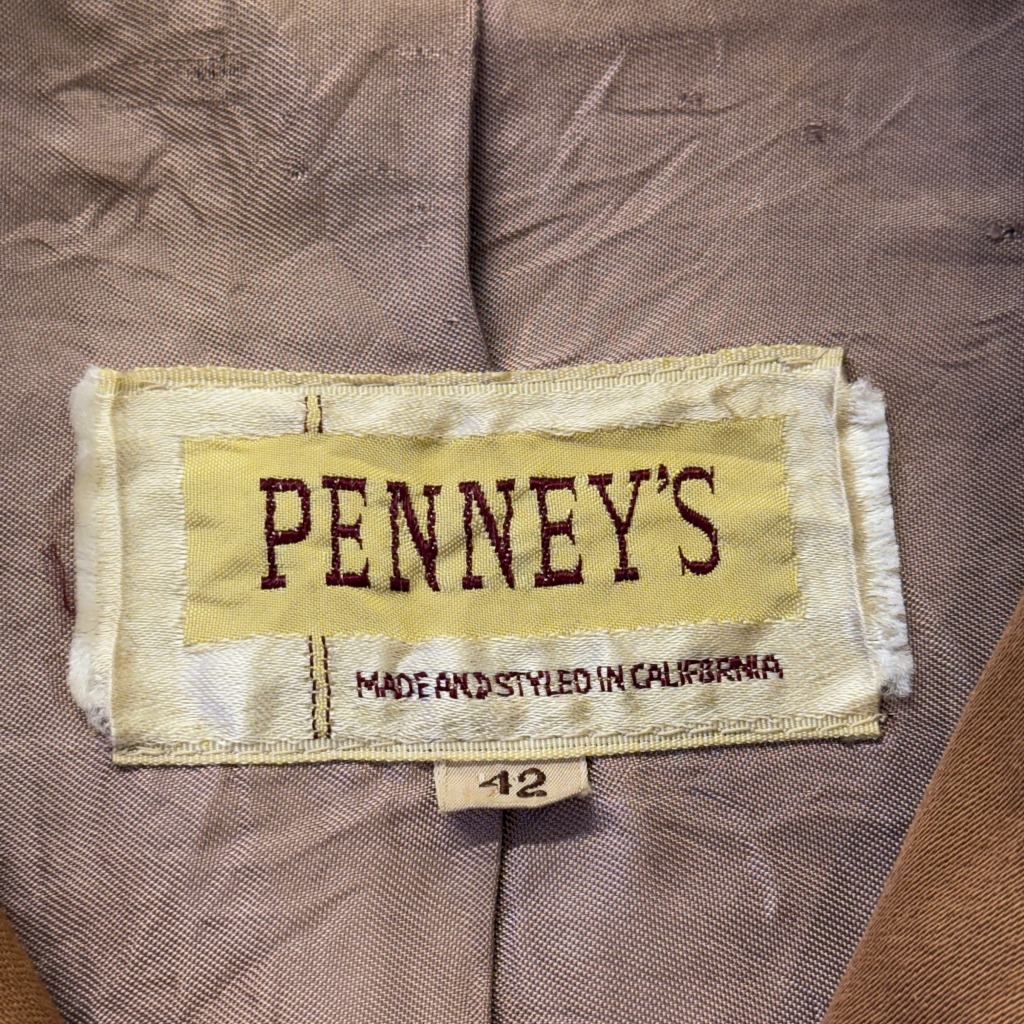 PENNEY'S
MADE AND STYLED IN CALIFORNIA
42